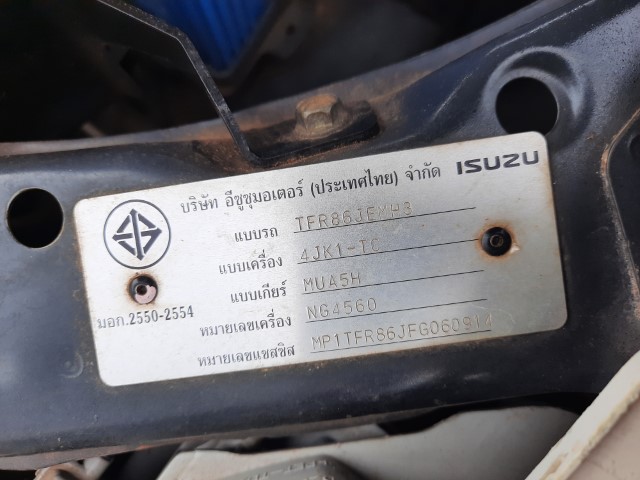 บริษัท อีซูซุมอเตอร์ (ประเทศไทย) จำกัด ISUZU
แบบรถ TFR86JFMH3
แบบเครื่อง 4JK1-TC
แบบเกียร์ MUA5H
มอก.2550-2554
หมายเลขเครื่อง NG4560
หมายเลขแชสซิส